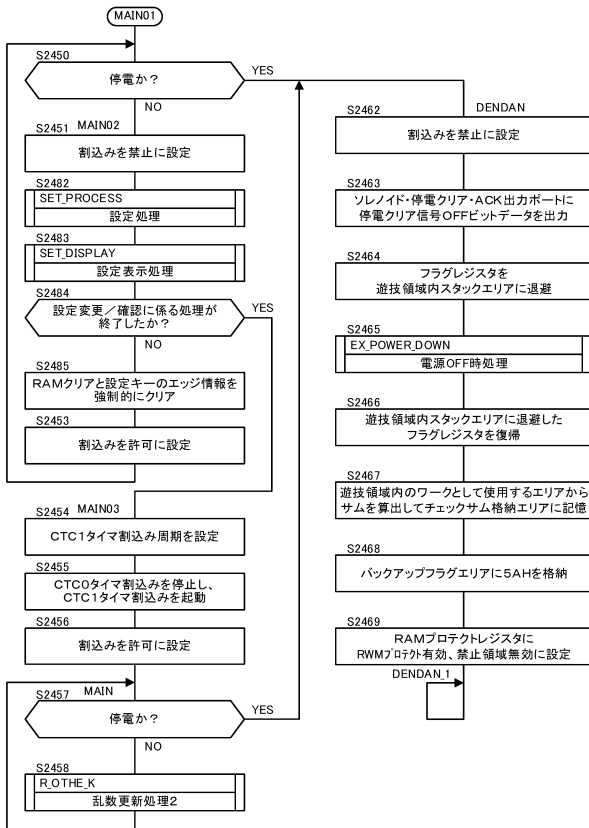 MAIN01
S2450
停電か？
YES
NO
S2451 MAIN02
割込みを禁止に設定
S2482
SET_PROCESS
設定処理
S2483
SET_DISPLAY
設定表示処理
S2484
設定変更／確認に係る処理が
終了したか？
YES
NO
S2485
RAMクリアと設定キーのエッジ情報を
強制的にクリア
S2453
割込みを許可に設定
S2454 MAIN03
CTC1タイマ割込み周期を設定
S2455
CTC0タイマ割込みを停止し、
CTC1タイマ割込みを起動
S2456
割込みを許可に設定
S2457 MAIN
停電か？
YES
NO
S2458
R_OTHE_K
乱数更新処理2
S2462 DENDAN
割込みを禁止に設定
S2463
ソレノイド・停電クリア・ACK出力ポートに
停電クリア信号OFFビットデータを出力
S2464
フラグレジスタを
遊技領域内スタックエリアに退避
S2465
EX_POWER_DOWN
電源OFF時処理
S2466
遊技領域内スタックエリアに退避した
フラグレジスタを復帰
S2467
遊技領域内のワークとして使用するエリアから
サムを算出してチェックサム格納エリアに記憶
S2468
バックアップフラグエリアに5AHを格納
S2469
RAMプロテクトレジスタに
RWMプロテクト有効、禁止領域無効に設定
DENDAN_1